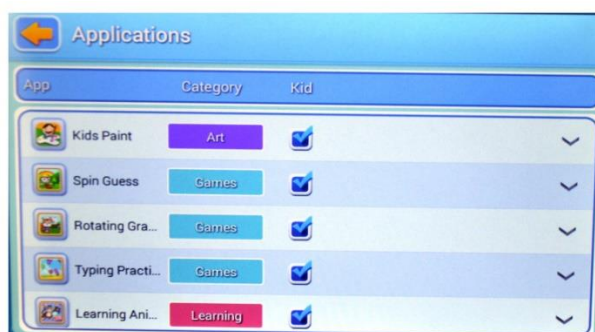 Applications
App Category Kid
Kids Paint Art
Spin Guess Games
Rotating Gra... Games
Typing Practi... Games
Learning Ani... Learning